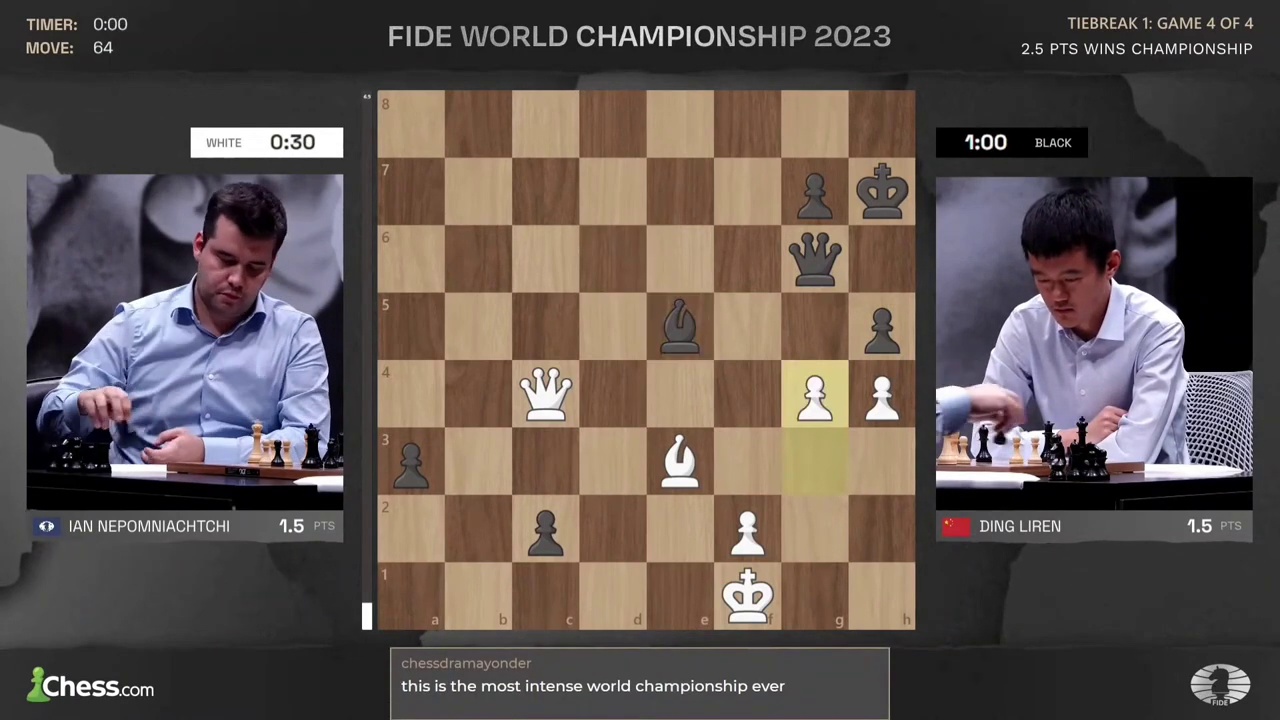 TIMER: 0:00
MOVE: 64
FIDE WORLD CHAMPIONSHIP 2023
TIEBREAK 1: GAME 4 OF 4
2.5 PTS WINS CHAMPIONSHIP
WHITE 0:30
1:00 BLACK
8
7
6
5
4
3
2
1
a b c d e f g h
IAN NEPOMNIACHTCHI 1.5 PTS
DING LIREN 1.5 PTS
chessdramayonder
this is the most intense world championship ever
Chess.com
FIDE